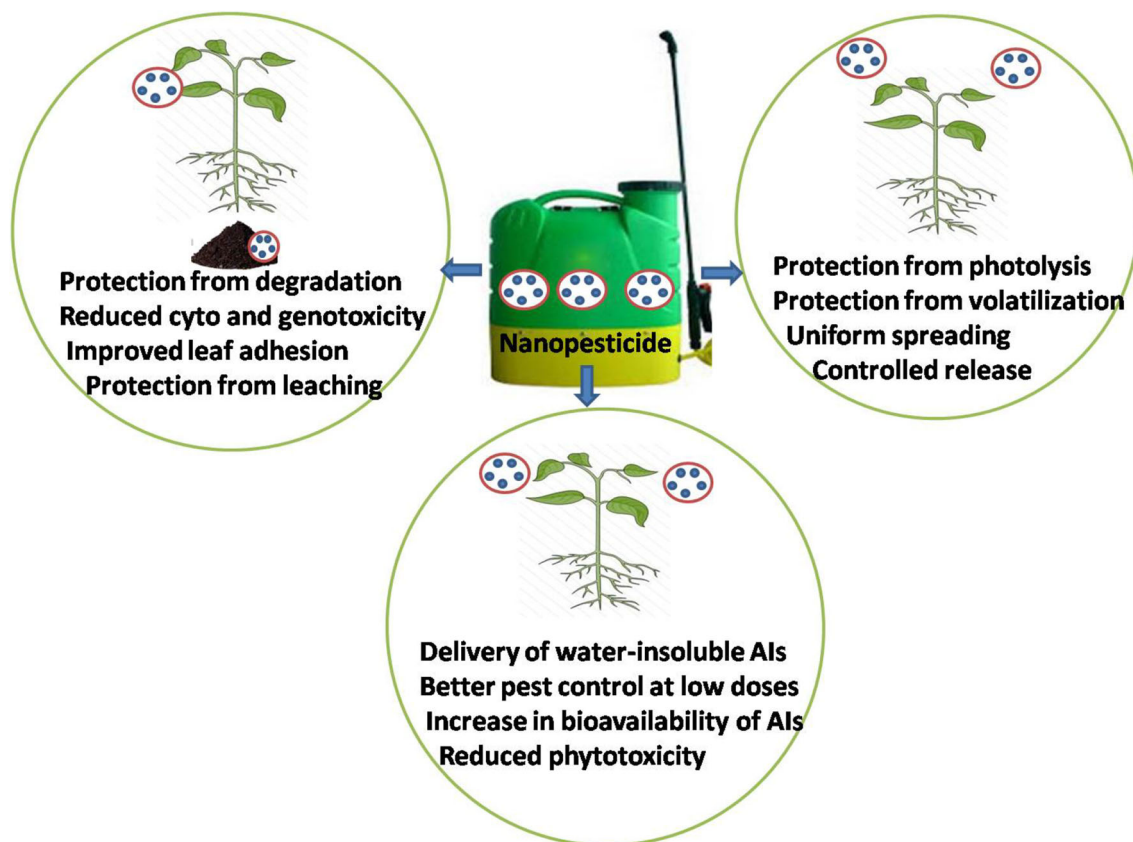 Protection from degradation
Reduced cyto and genotoxicity
Improved leaf adhesion
Protection from leaching
Nanopesticide
Protection from photolysis
Protection from volatilization
Uniform spreading
Controlled release
Delivery of water-insoluble AIs
Better pest control at low doses
Increase in bioavailability of AIs
Reduced phytotoxicity